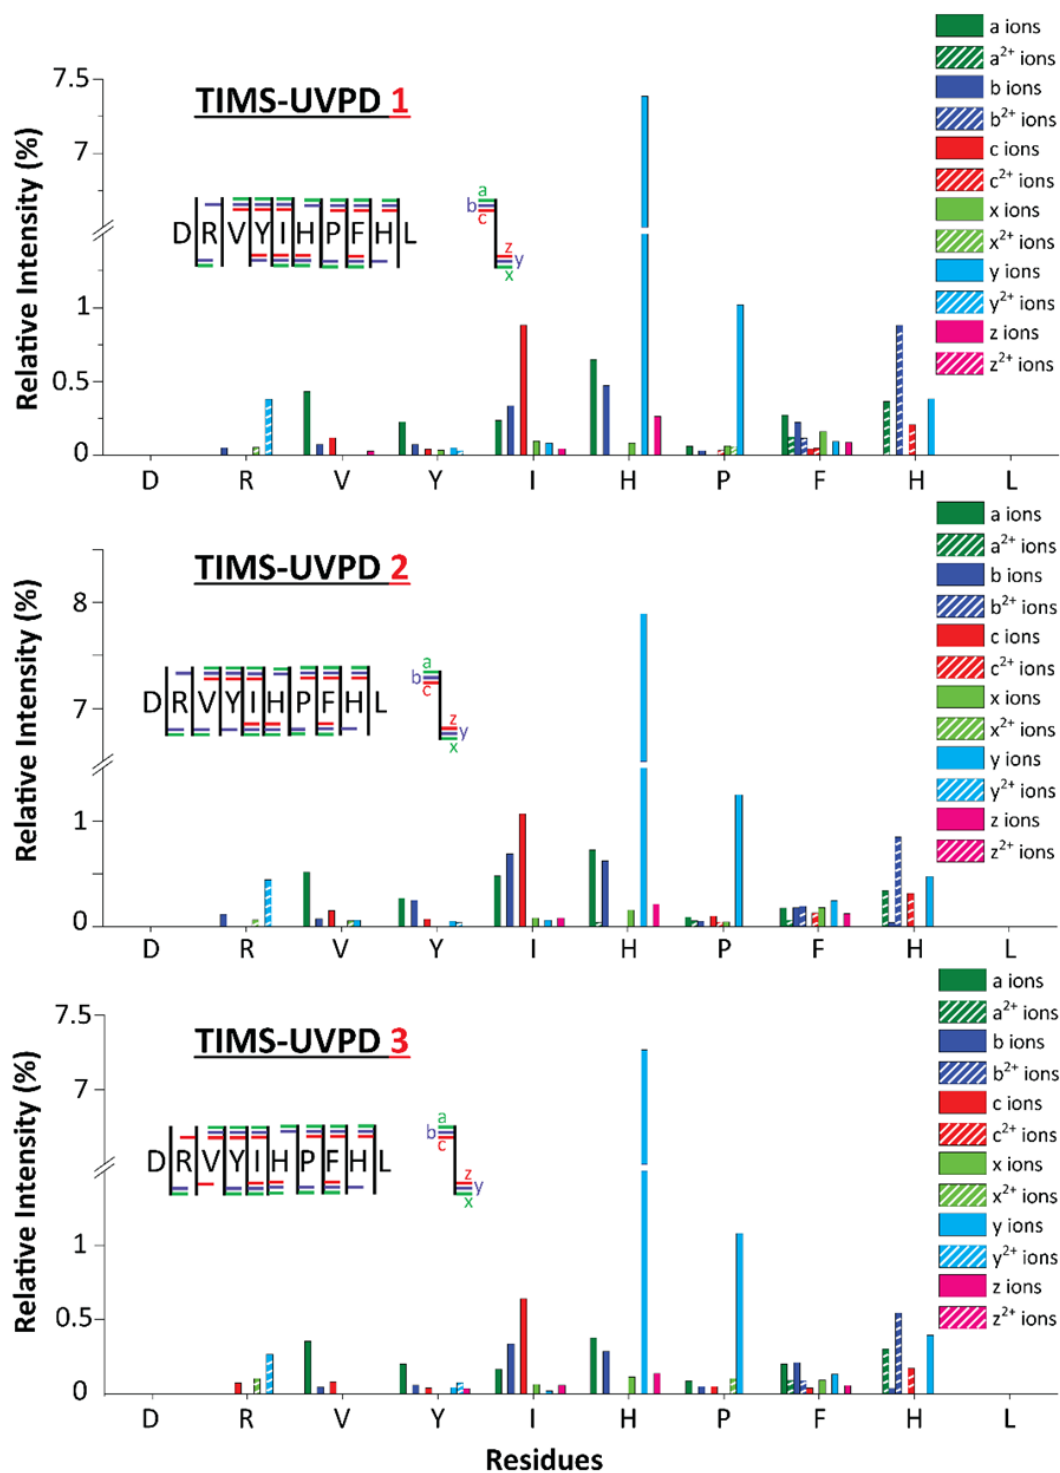 a ions
a2+ ions
b ions
b2+ ions
c ions
c2+ ions
x ions
x2+ ions
y ions
y2+ ions
z ions
z2+ ions
TIMS-UVPD 1
Relative Intensity (%)
7.5
7
1
0.5
0
D R V Y I H P F H L
a
b
c
z
y
x
D R V Y I H P F H L
a ions
a2+ ions
b ions
b2+ ions
c ions
c2+ ions
x ions
x2+ ions
y ions
y2+ ions
z ions
z2+ ions
TIMS-UVPD 2
Relative Intensity (%)
8
7
1
0
D R V Y I H P F H L
a
b
c
z
y
x
D R V Y I H P F H L
a ions
a2+ ions
b ions
b2+ ions
c ions
c2+ ions
x ions
x2+ ions
y ions
y2+ ions
z ions
z2+ ions
TIMS-UVPD 3
Relative Intensity (%)
7.5
7
1
0.5
0
D R V Y I H P F H L
a
b
c
z
y
x
D R V Y I H P F H L
Residues